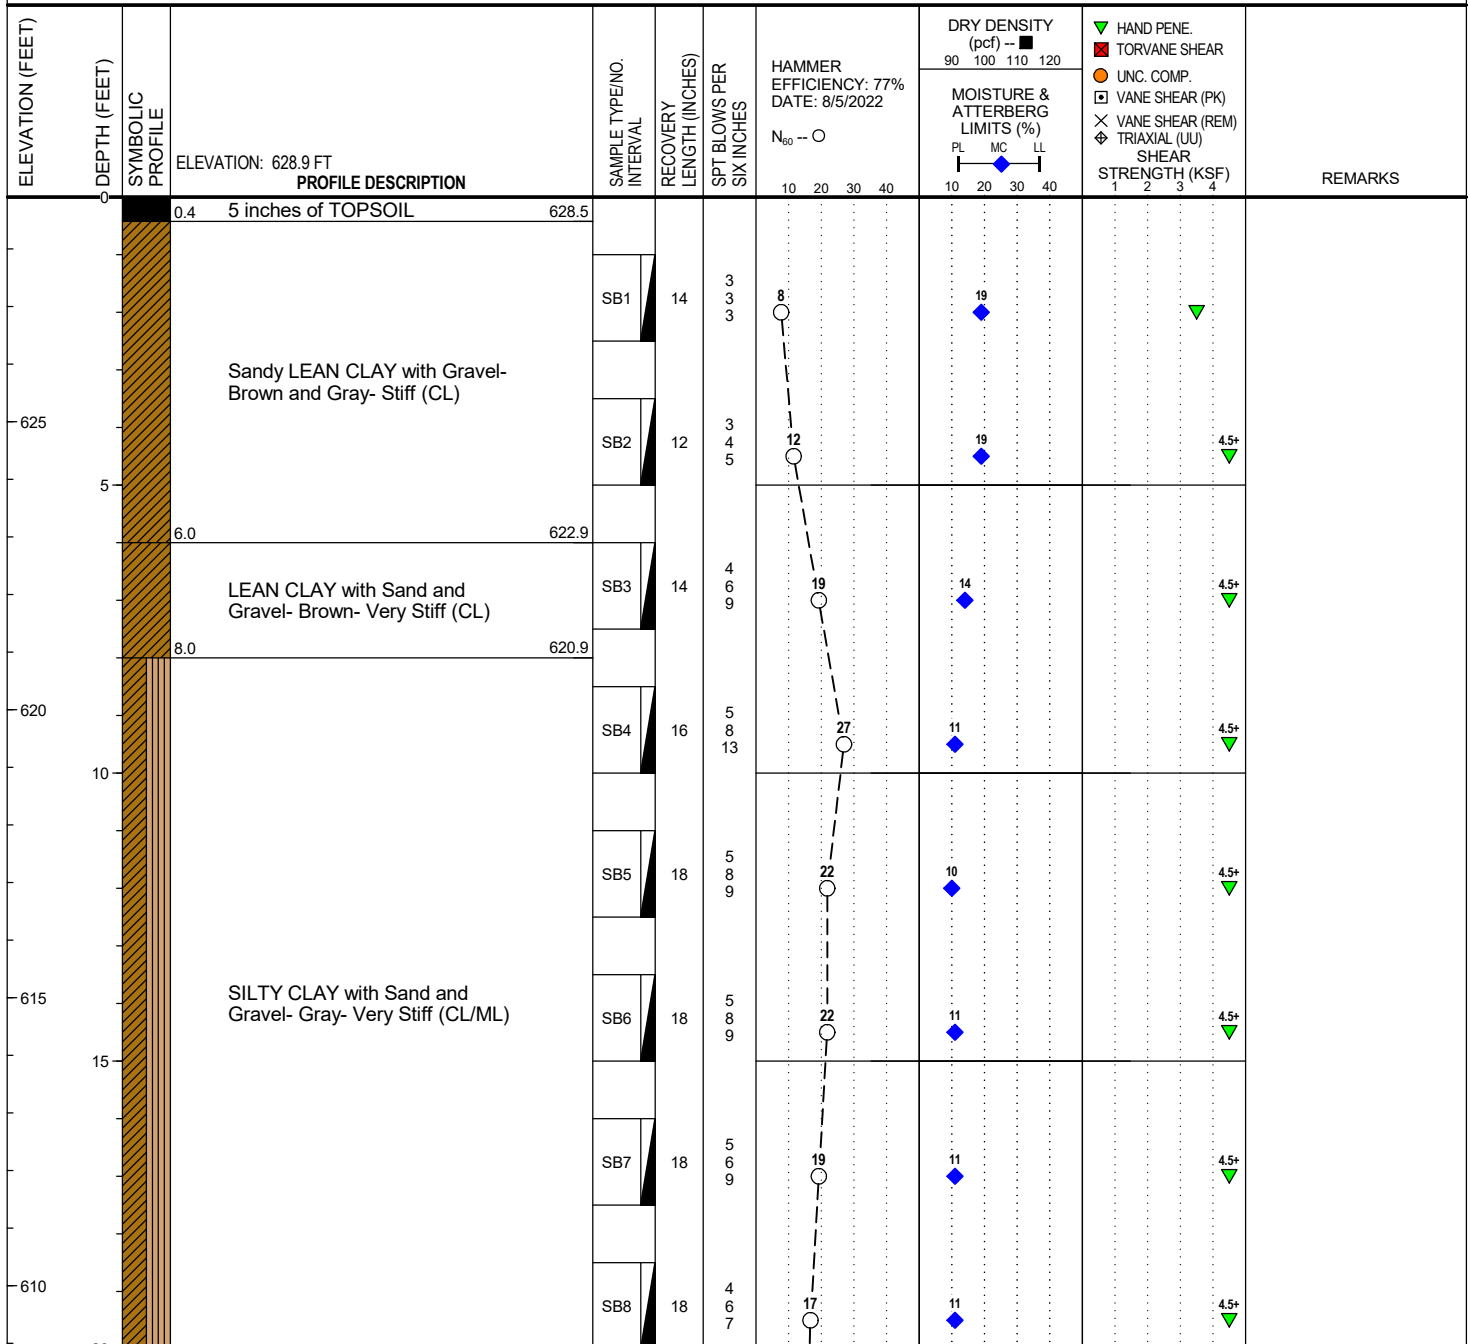 ELEVATION (FEET)
DEPTH (FEET)
SYMBOLIC
PROFILE
ELEVATION: 628.9 FT
PROFILE DESCRIPTION
SAMPLE TYPE/NO.
INTERVAL
RECOVERY
LENGTH (INCHES)
SPT BLOWS PER
SIX INCHES
HAMMER
EFFICIENCY: 77%
DATE: 8/5/2022
N60 -- O
10 20 30 40
DRY DENSITY
(pcf) -- ■
90 100 110 120
MOISTURE &
ATTERBERG
LIMITS (%)
PL MC LL
10 20 30 40
HAND PENE.
TORVANE SHEAR
UNC. COMP.
VANE SHEAR (PK)
VANE SHEAR (REM)
TRIAXIAL (UU)
SHEAR
STRENGTH (KSF)
1 2 3 4
REMARKS
0
0.4 5 inches of TOPSOIL 628.5
SB1 14
3
3
3
8 19
Sandy LEAN CLAY with Gravel-
Brown and Gray- Stiff (CL)
625
SB2 12
3
4
5
12 19 4.5+
5
6.0 622.9
LEAN CLAY with Sand and
Gravel- Brown- Very Stiff (CL)
SB3 14
4
6
9
19 14 4.5+
8.0 620.9
620
SB4 16
5
8
13
27 11 4.5+
10
SB5 18
5
8
9
22 10 4.5+
615
SILTY CLAY with Sand and
Gravel- Gray- Very Stiff (CL/ML)
SB6 18
5
8
9
22 11 4.5+
15
SB7 18
5
6
9
19 11 4.5+
610
SB8 18
4
6
7
17 11 4.5+